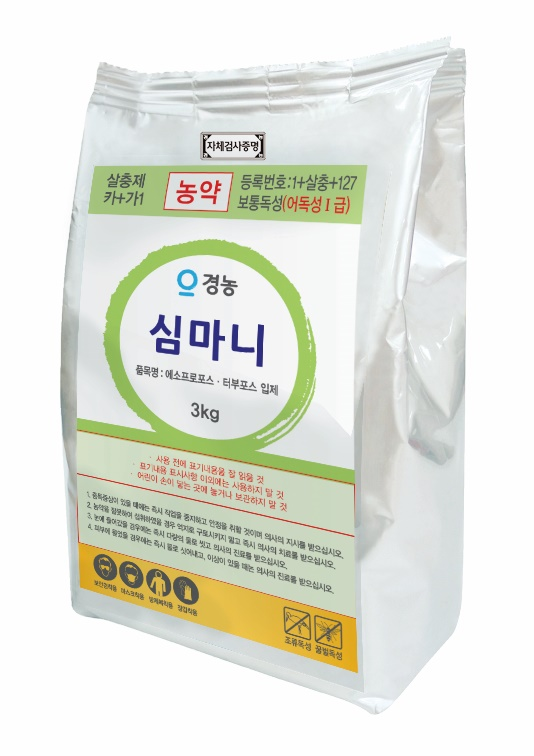 자체검사증명
살충제
카+가1
농약
등록번호:1+살충+127
보통독성(어독성 I 급)
경농
심마니
품목명 : 에소프로포스 · 터부포스 입제
3kg
· 사용 전에 표기내용을 잘 읽을 것
· 표기내용 표시사항 이외에는 사용하지 말 것
· 어린이 손이 닿는 곳에 놓거나 보관하지 말 것
1. 중독증상이 있을 때에는 즉시 작업을 중지하고 안정을 취할 것이며 의사의 지시를 받으십시오.
2. 농약을 잘못하여 섭취하였을 경우 억지로 구토시키지 말고 즉시 의사의 치료를 받으십시오.
3. 눈에 들어갔을 경우에는 즉시 다량의 물로 씻고 의사의 진료를 받으십시오.
4. 피부에 묻었을 경우에는 즉시 물로 씻어내고, 이상이 있을 때는 의사의 진료를 받으십시오.
보안경착용 마스크착용 방제복착용 장갑착용
조류독성 꿀벌독성